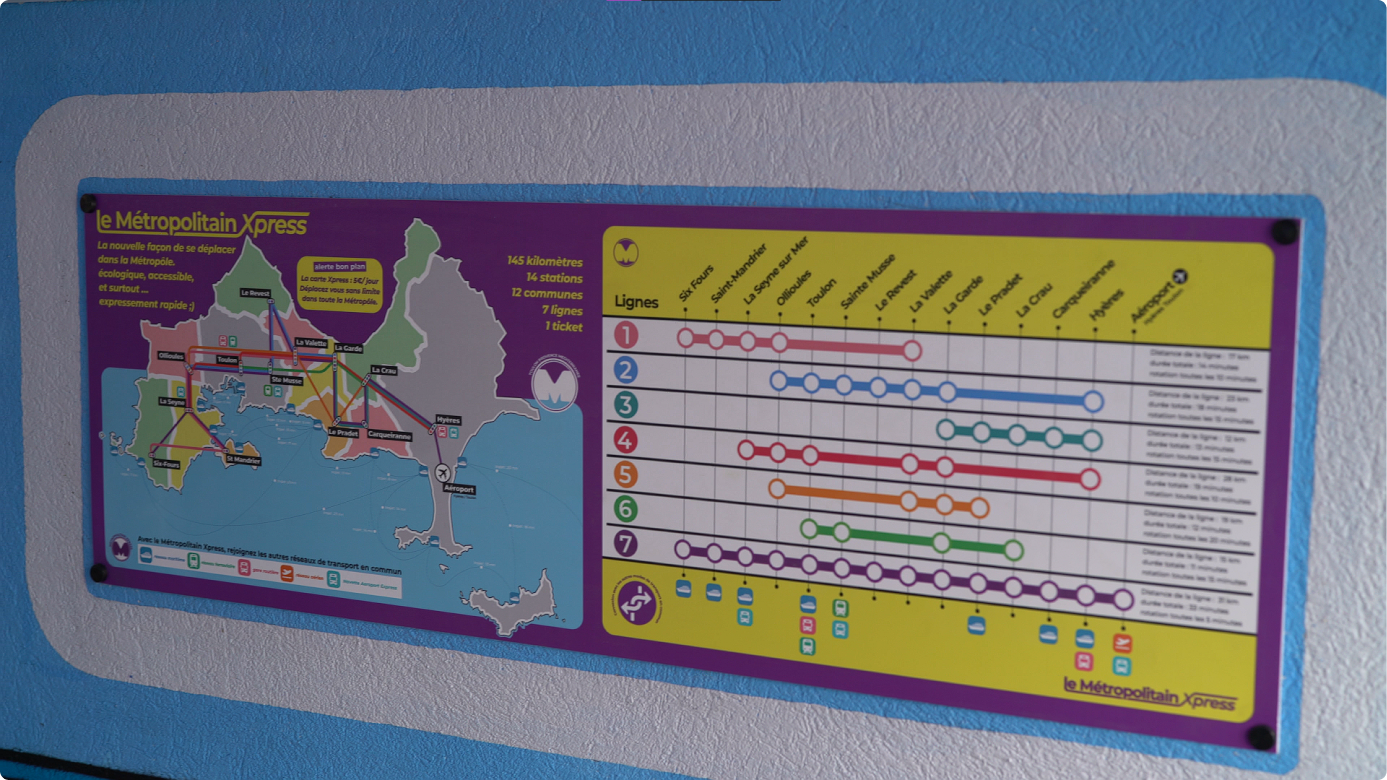 le Métropolitain Xpress
La nouvelle façon de se déplacer
dans la Métropole.
écologique, accessible,
et surtout ...
expressement rapide ;)
alerte bon plan
La carte Xpress : 5€/ jour
Déplacez vous sans limite
dans toute la Métropole.
145 kilomètres
14 stations
12 communes
7 lignes
1 ticket
Le Revest
La Valette
La Garde
Ollioules
Toulon
Ste Musse
La Crau
La Seyne
Le Pradet
Carqueiranne
Hyères
Six-Fours
St Mandrier
Aéroport
Avec le Métropolitain Xpress, rejoignez les autres réseaux de transport en commun
Lignes
Six Fours
Saint-Mandrier
La Seyne sur Mer
Ollioules
Toulon
Sainte Musse
Le Revest
La Valette
La Garde
Le Pradet
La Crau
Carqueiranne
Hyères
Aéroport
Hyères Toulon
1
Distance de la ligne : 17 km
durée totale : 14 minutes
rotation toutes les 10 minutes
2
Distance de la ligne : 23 km
durée totale : 18 minutes
rotation toutes les 15 minutes
3
Distance de la ligne : 12 km
durée totale : 13 minutes
rotation toutes les 15 minutes
4
Distance de la ligne : 28 km
durée totale : 19 minutes
rotation toutes les 10 minutes
5
Distance de la ligne : 19 km
durée totale : 12 minutes
rotation toutes les 20 minutes
6
Distance de la ligne : 15 km
durée totale : 11 minutes
rotation toutes les 15 minutes
7
Distance de la ligne : 31 km
durée totale : 33 minutes
rotation toutes les 5 minutes
le Métropolitain Xpress